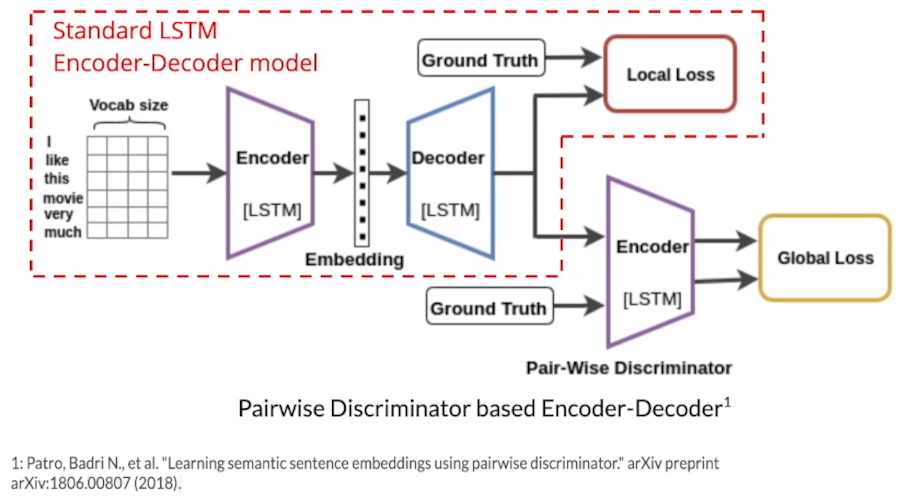 Standard LSTM
Encoder-Decoder model
Ground Truth
Local Loss
Vocab size
I
like
this
movie
very
much
Encoder
[LSTM]
Embedding
Decoder
[LSTM]
Ground Truth
Encoder
[LSTM]
Global Loss
Pair-Wise Discriminator
Pairwise Discriminator based Encoder-Decoder¹
1: Patro, Badri N., et al. "Learning semantic sentence embeddings using pairwise discriminator." arXiv preprint
arXiv:1806.00807 (2018).